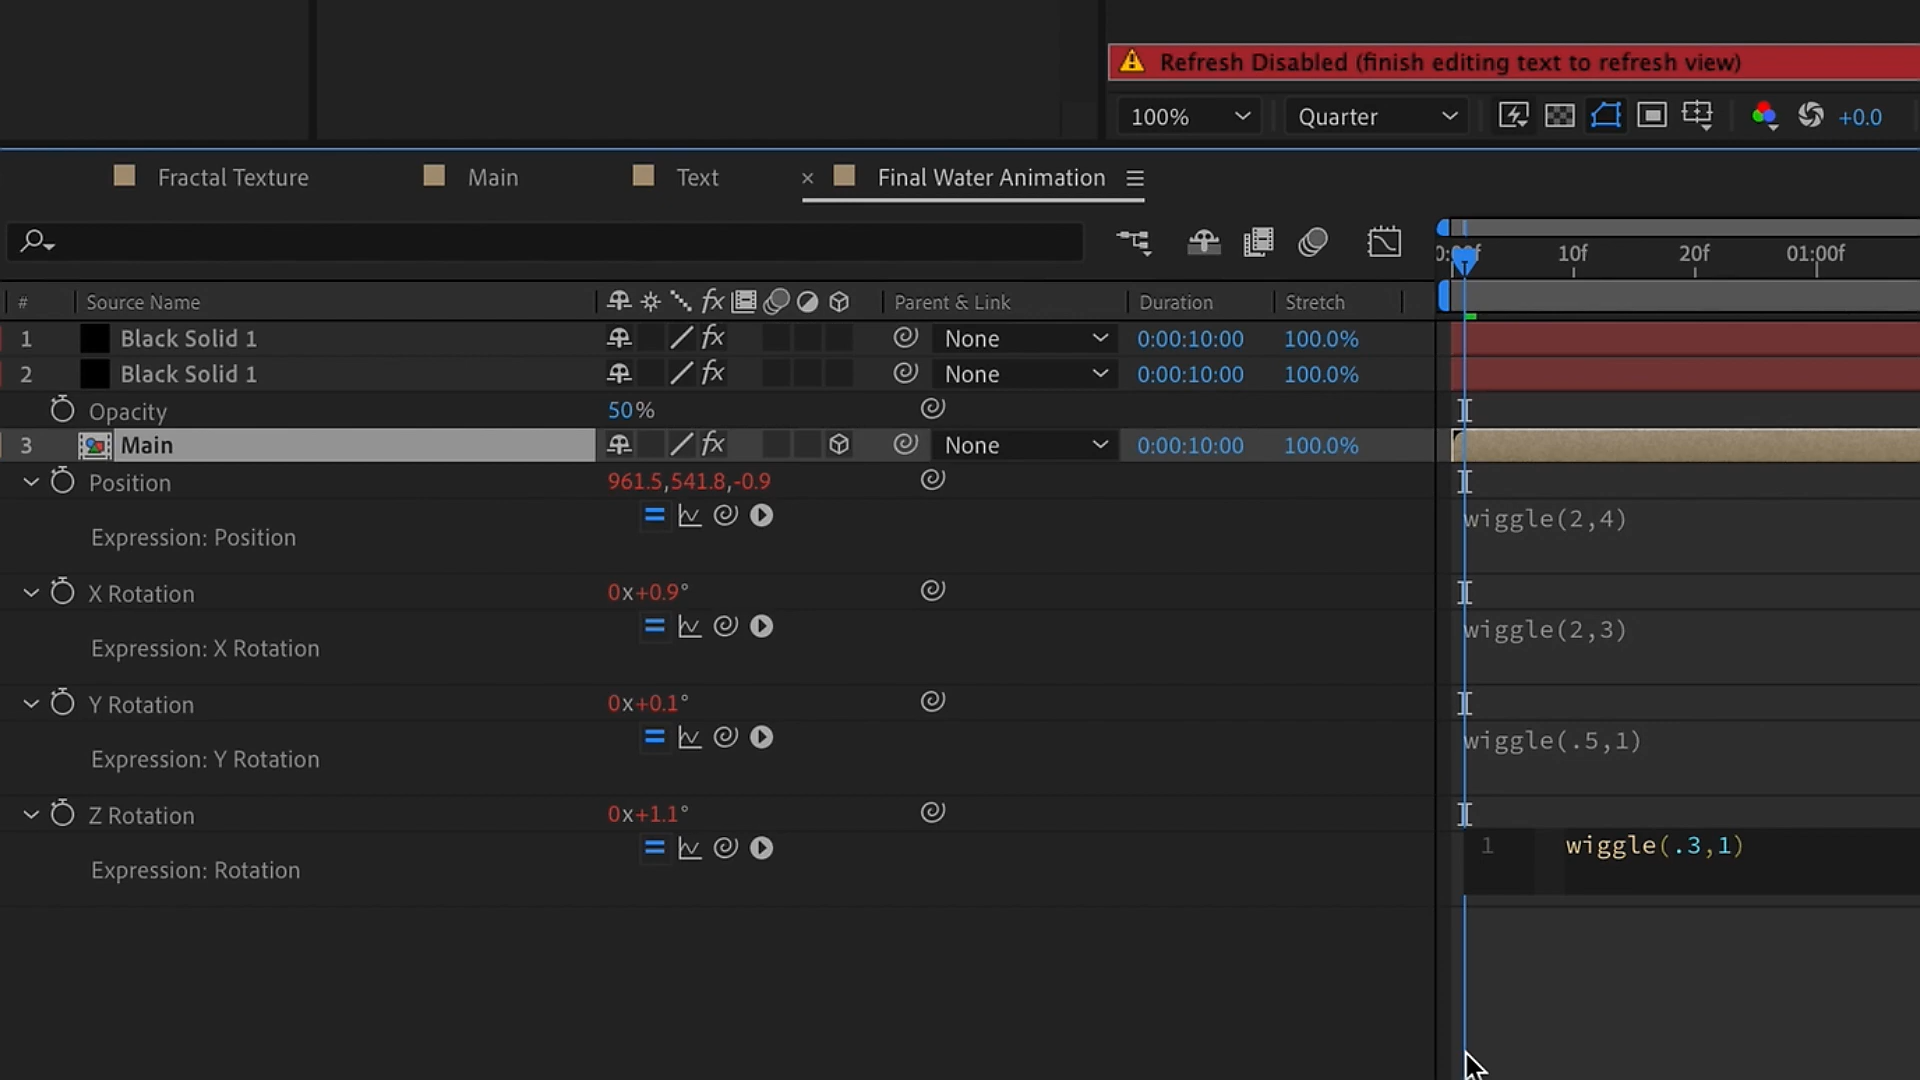 Refresh Disabled (finish editing text to refresh view)
100% Quarter +0.0
Fractal Texture Main Text × Final Water Animation
10f 20f 01:00f
# Source Name fx Parent & Link Duration Stretch
1 Black Solid 1 fx None 0:00:10:00 100.0%
2 Black Solid 1 fx None 0:00:10:00 100.0%
Opacity 50%
3 Main fx None 0:00:10:00 100.0%
Position 961.5,541.8,-0.9
wiggle(2,4)
Expression: Position
X Rotation 0x+0.9°
wiggle(2,3)
Expression: X Rotation
Y Rotation 0x+0.1°
wiggle(.5,1)
Expression: Y Rotation
Z Rotation 0x+1.1°
1 wiggle(.3,1)
Expression: Rotation